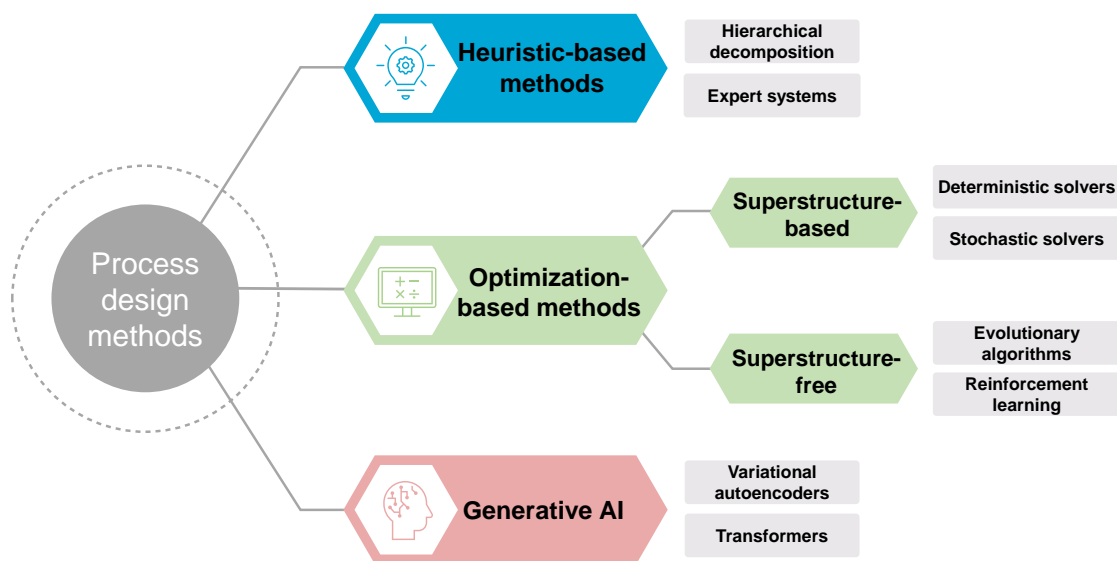 Process
design
methods
Heuristic-based
methods
Hierarchical
decomposition
Expert systems
Optimization-
based methods
Superstructure-
based
Deterministic solvers
Stochastic solvers
Superstructure-
free
Evolutionary
algorithms
Reinforcement
learning
Generative AI
Variational
autoencoders
Transformers